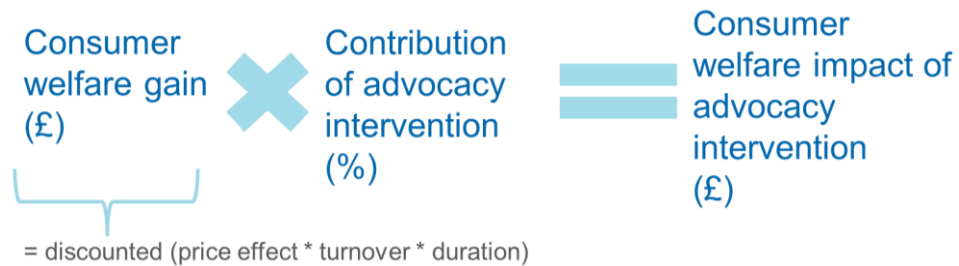 Consumer
welfare gain
(£)
Contribution
of advocacy
intervention
(%)
Consumer
welfare impact of
advocacy
intervention
(£)
= discounted (price effect * turnover * duration)